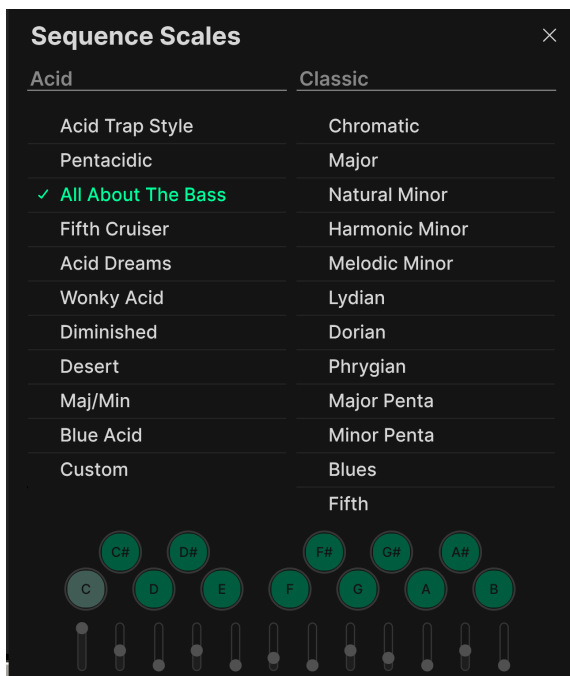 Sequence Scales
Acid
Classic
Acid Trap Style
Chromatic
Pentacidic
Major
All About The Bass
Natural Minor
Fifth Cruiser
Harmonic Minor
Acid Dreams
Melodic Minor
Wonky Acid
Lydian
Diminished
Dorian
Desert
Phrygian
Maj/Min
Major Penta
Blue Acid
Minor Penta
Custom
Blues
Fifth
C# D# F# G# A#
C D E F G A B